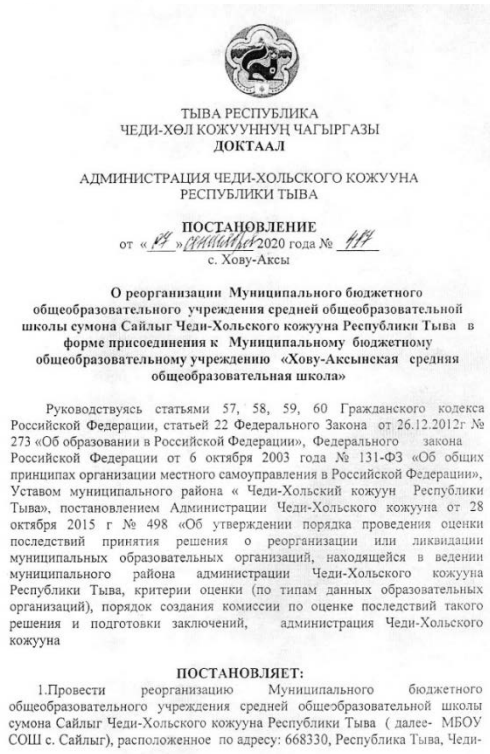 ТЫВА РЕСПУБЛИКА
ЧЕДИ-ХӨЛ КОЖУУННУҢ ЧАГЫРГАЗЫ
ДОКТААЛ
АДМИНИСТРАЦИЯ ЧЕДИ-ХОЛЬСКОГО КОЖУУНА
РЕСПУБЛИКИ ТЫВА
ПОСТАНОВЛЕНИЕ
от « » сентября 2020 года №
с. Хову-Аксы
О реорганизации Муниципального бюджетного
общеобразовательного учреждения средней общеобразовательной
школы сумона Сайлыг Чеди-Хольского кожууна Республики Тыва в
форме присоединения к Муниципальному бюджетному
общеобразовательному учреждению «Хову-Аксынская средняя
общеобразовательная школа»
Руководствуясь статьями 57, 58, 59, 60 Гражданского кодекса
Российской Федерации, статьей 22 Федерального Закона от 26.12.2012г №
273 «Об образовании в Российской Федерации», Федерального закона
Российской Федерации от 6 октября 2003 года № 131-ФЗ «Об общих
принципах организации местного самоуправления в Российской Федерации»,
Уставом муниципального района « Чеди-Хольский кожуун Республики
Тыва», постановлением Администрации Чеди-Хольского кожууна от 28
октября 2015 г № 498 «Об утверждении порядка проведения оценки
последствий принятия решения о реорганизации или ликвидации
муниципальных образовательных организаций, находящейся в ведении
муниципального района администрации Чеди-Хольского кожууна
Республики Тыва, критерии оценки (по типам данных образовательных
организаций), порядок создания комиссии по оценке последствий такого
решения и подготовки заключений, администрация Чеди-Хольского
кожууна
ПОСТАНОВЛЯЕТ:
1.Провести реорганизацию Муниципального бюджетного
общеобразовательного учреждения средней общеобразовательной школы
сумона Сайлыг Чеди-Хольского кожууна Республики Тыва ( далее- МБОУ
СОШ с. Сайлыг), расположенное по адресу: 668330, Республика Тыва, Чеди-